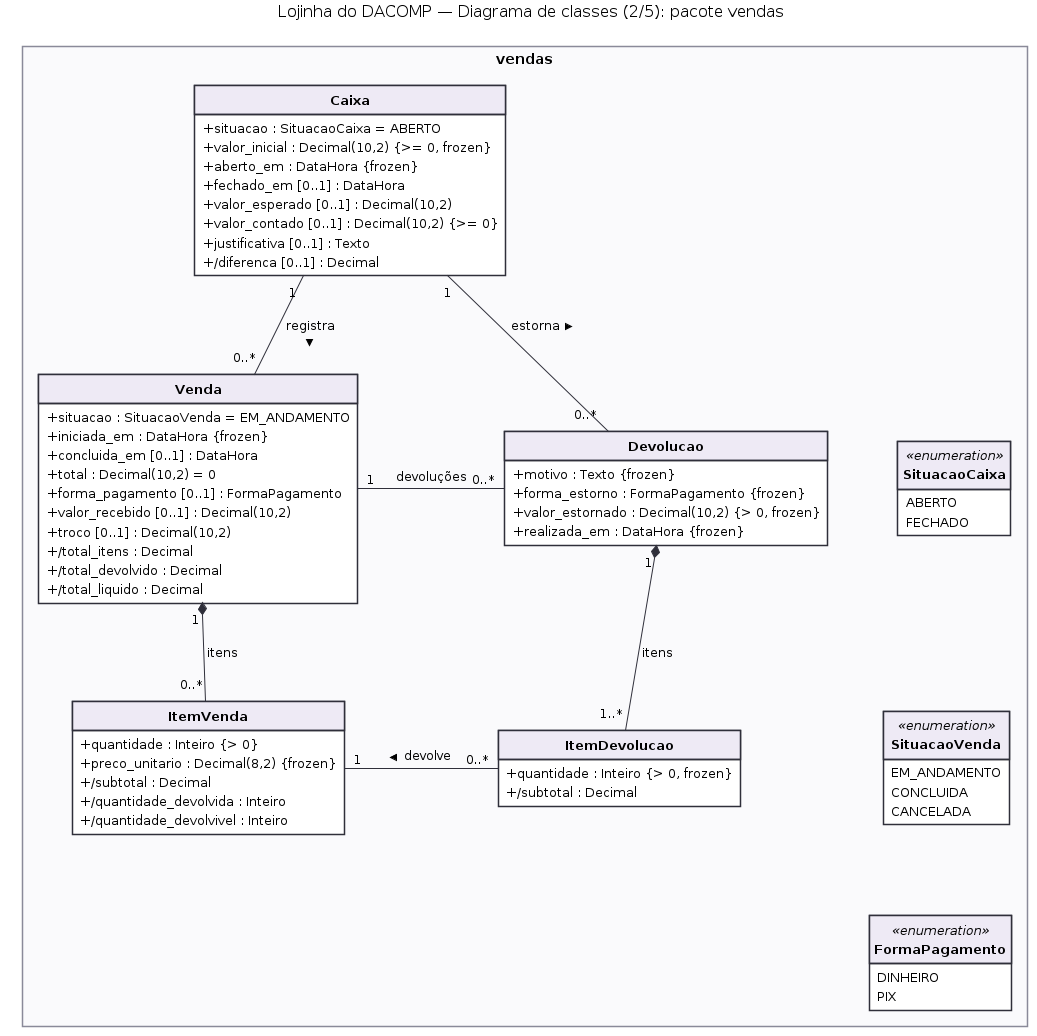 Lojinha do DACOMP — Diagrama de classes (2/5): pacote vendas
vendas
Caixa
+situacao : SituacaoCaixa = ABERTO
+valor_inicial : Decimal(10,2) {>= 0, frozen}
+aberto_em : DataHora {frozen}
+fechado_em [0..1] : DataHora
+valor_esperado [0..1] : Decimal(10,2)
+valor_contado [0..1] : Decimal(10,2) {>= 0}
+justificativa [0..1] : Texto
+/diferenca [0..1] : Decimal
1
1
registra
▼
estorna ►
0..*
0..*
Venda
+situacao : SituacaoVenda = EM_ANDAMENTO
+iniciada_em : DataHora {frozen}
+concluida_em [0..1] : DataHora
+total : Decimal(10,2) = 0
+forma_pagamento [0..1] : FormaPagamento
+valor_recebido [0..1] : Decimal(10,2)
+troco [0..1] : Decimal(10,2)
+/total_itens : Decimal
+/total_devolvido : Decimal
+/total_liquido : Decimal
1 devoluções 0..*
Devolucao
+motivo : Texto {frozen}
+forma_estorno : FormaPagamento {frozen}
+valor_estornado : Decimal(10,2) {> 0, frozen}
+realizada_em : DataHora {frozen}
«enumeration»
SituacaoCaixa
ABERTO
FECHADO
1
itens
0..*
1
itens
1..*
ItemVenda
+quantidade : Inteiro {> 0}
+preco_unitario : Decimal(8,2) {frozen}
+/subtotal : Decimal
+/quantidade_devolvida : Inteiro
+/quantidade_devolvivel : Inteiro
1 ◄ devolve 0..*
ItemDevolucao
+quantidade : Inteiro {> 0, frozen}
+/subtotal : Decimal
«enumeration»
SituacaoVenda
EM_ANDAMENTO
CONCLUIDA
CANCELADA
«enumeration»
FormaPagamento
DINHEIRO
PIX